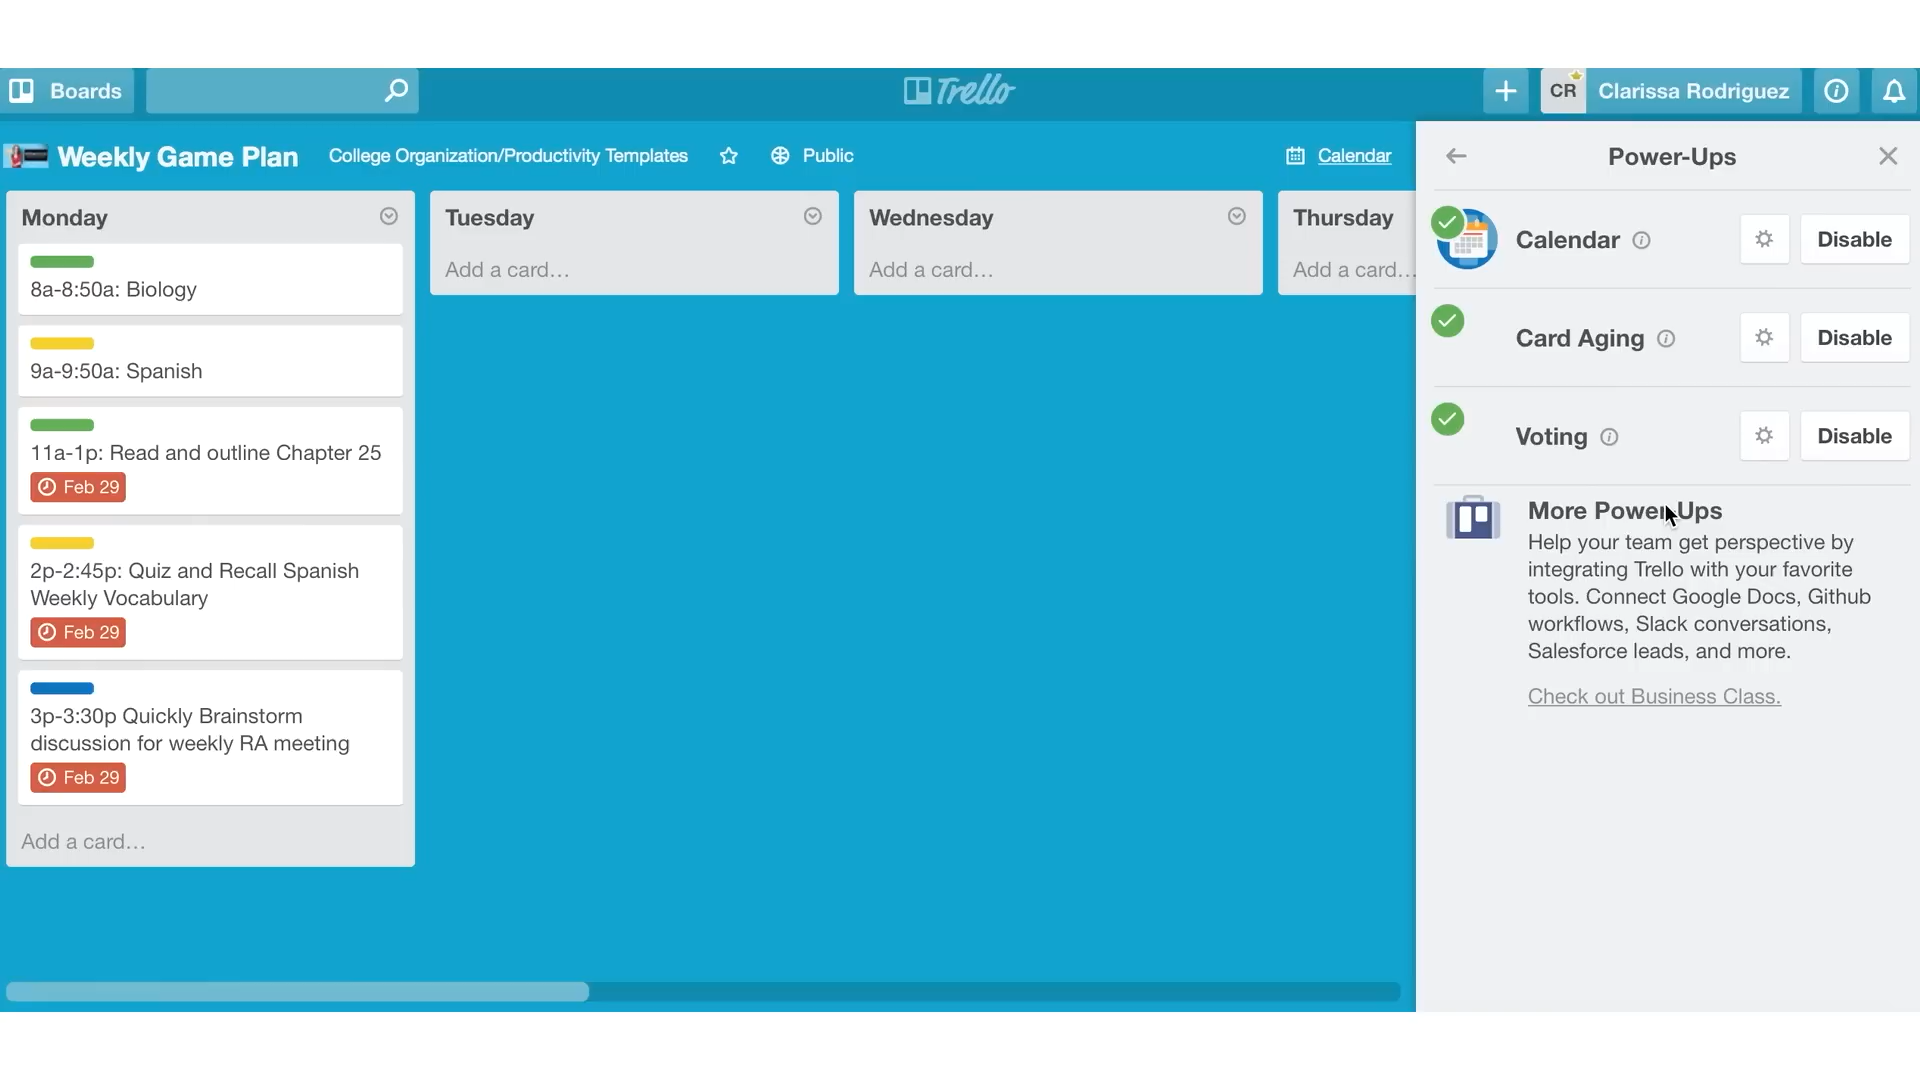 Boards
Trello
CR
Clarissa Rodriguez
Weekly Game Plan
College Organization/Productivity Templates
Public
Calendar
Monday
8a-8:50a: Biology
9a-9:50a: Spanish
11a-1p: Read and outline Chapter 25
Feb 29
2p-2:45p: Quiz and Recall Spanish
Weekly Vocabulary
Feb 29
3p-3:30p Quickly Brainstorm
discussion for weekly RA meeting
Feb 29
Add a card…
Tuesday
Add a card…
Wednesday
Add a card…
Thursday
Add a card…
Power-Ups
Calendar
Disable
Card Aging
Disable
Voting
Disable
More Power-Ups
Help your team get perspective by
integrating Trello with your favorite
tools. Connect Google Docs, Github
workflows, Slack conversations,
Salesforce leads, and more.
Check out Business Class.